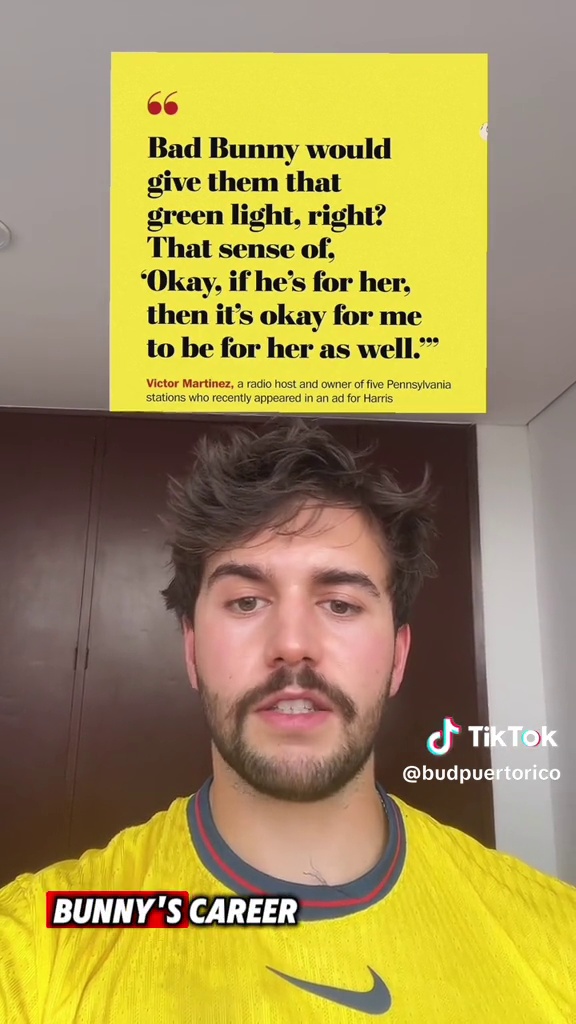 “
Bad Bunny would
give them that
green light, right?
That sense of,
‘Okay, if he’s for her,
then it’s okay for me
to be for her as well.’”
Victor Martinez, a radio host and owner of five Pennsylvania
stations who recently appeared in an ad for Harris
TikTok
@budpuertorico
BUNNY'S CAREER